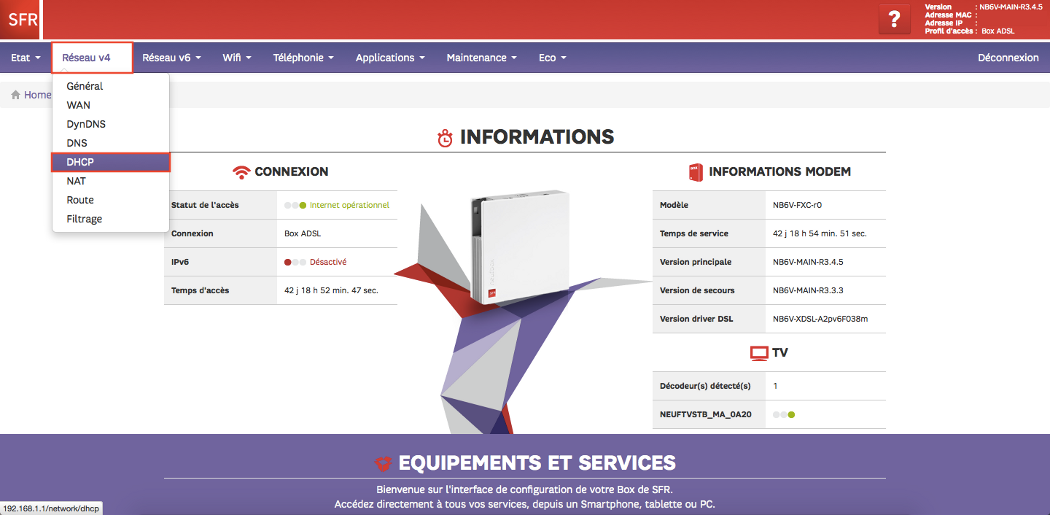 SFR
?
Version : NB6V-MAIN-R3.4.5
Adresse MAC :
Adresse IP :
Profil d'accès : Box ADSL
Etat Réseau v4 Réseau v6 Wifi Téléphonie Applications Maintenance Eco Déconnexion
Home
Général
WAN
DynDNS
DNS
DHCP
NAT
Route
Filtrage
INFORMATIONS
CONNEXION
Statut de l'accès Internet opérationnel
Connexion Box ADSL
IPv6 Désactivé
Temps d'accès 42 j 18 h 52 min. 47 sec.
INFORMATIONS MODEM
Modèle NB6V-FXC-r0
Temps de service 42 j 18 h 54 min. 51 sec.
Version principale NB6V-MAIN-R3.4.5
Version de secours NB6V-MAIN-R3.3.3
Version driver DSL NB6V-XDSL-A2pv6F038m
TV
Décodeur(s) détecté(s) 1
NEUFTVSTB_MA_0A20
EQUIPEMENTS ET SERVICES
Bienvenue sur l'interface de configuration de votre Box de SFR.
Accédez directement à tous vos services, depuis un Smartphone, tablette ou PC.
192.168.1.1/network/dhcp